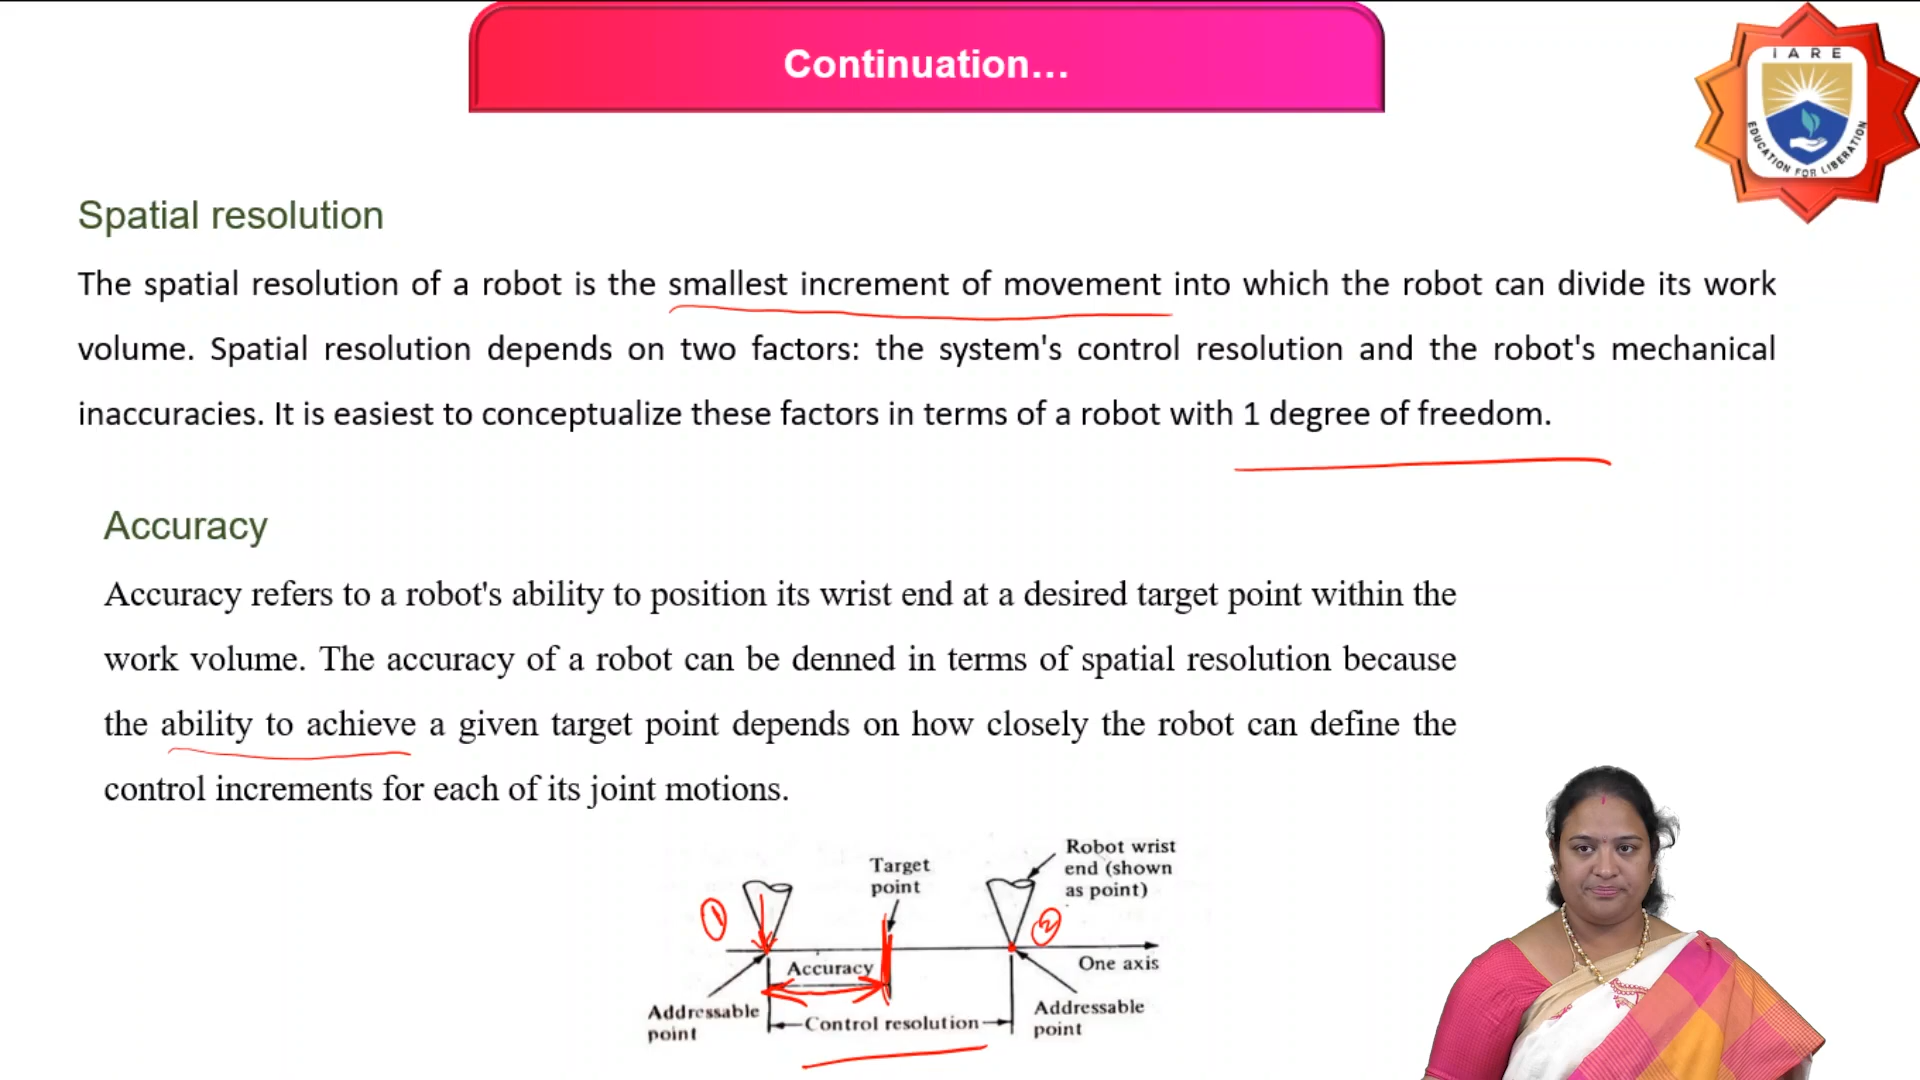 Continuation...
IARE
EDUCATION FOR LIBERATION
Spatial resolution
The spatial resolution of a robot is the smallest increment of movement into which the robot can divide its work
volume. Spatial resolution depends on two factors: the system's control resolution and the robot's mechanical
inaccuracies. It is easiest to conceptualize these factors in terms of a robot with 1 degree of freedom.
Accuracy
Accuracy refers to a robot's ability to position its wrist end at a desired target point within the
work volume. The accuracy of a robot can be denned in terms of spatial resolution because
the ability to achieve a given target point depends on how closely the robot can define the
control increments for each of its joint motions.
Target
point
Robot wrist
end (shown
as point)
1
2
Accuracy
One axis
Addressable
point
Control resolution
Addressable
point